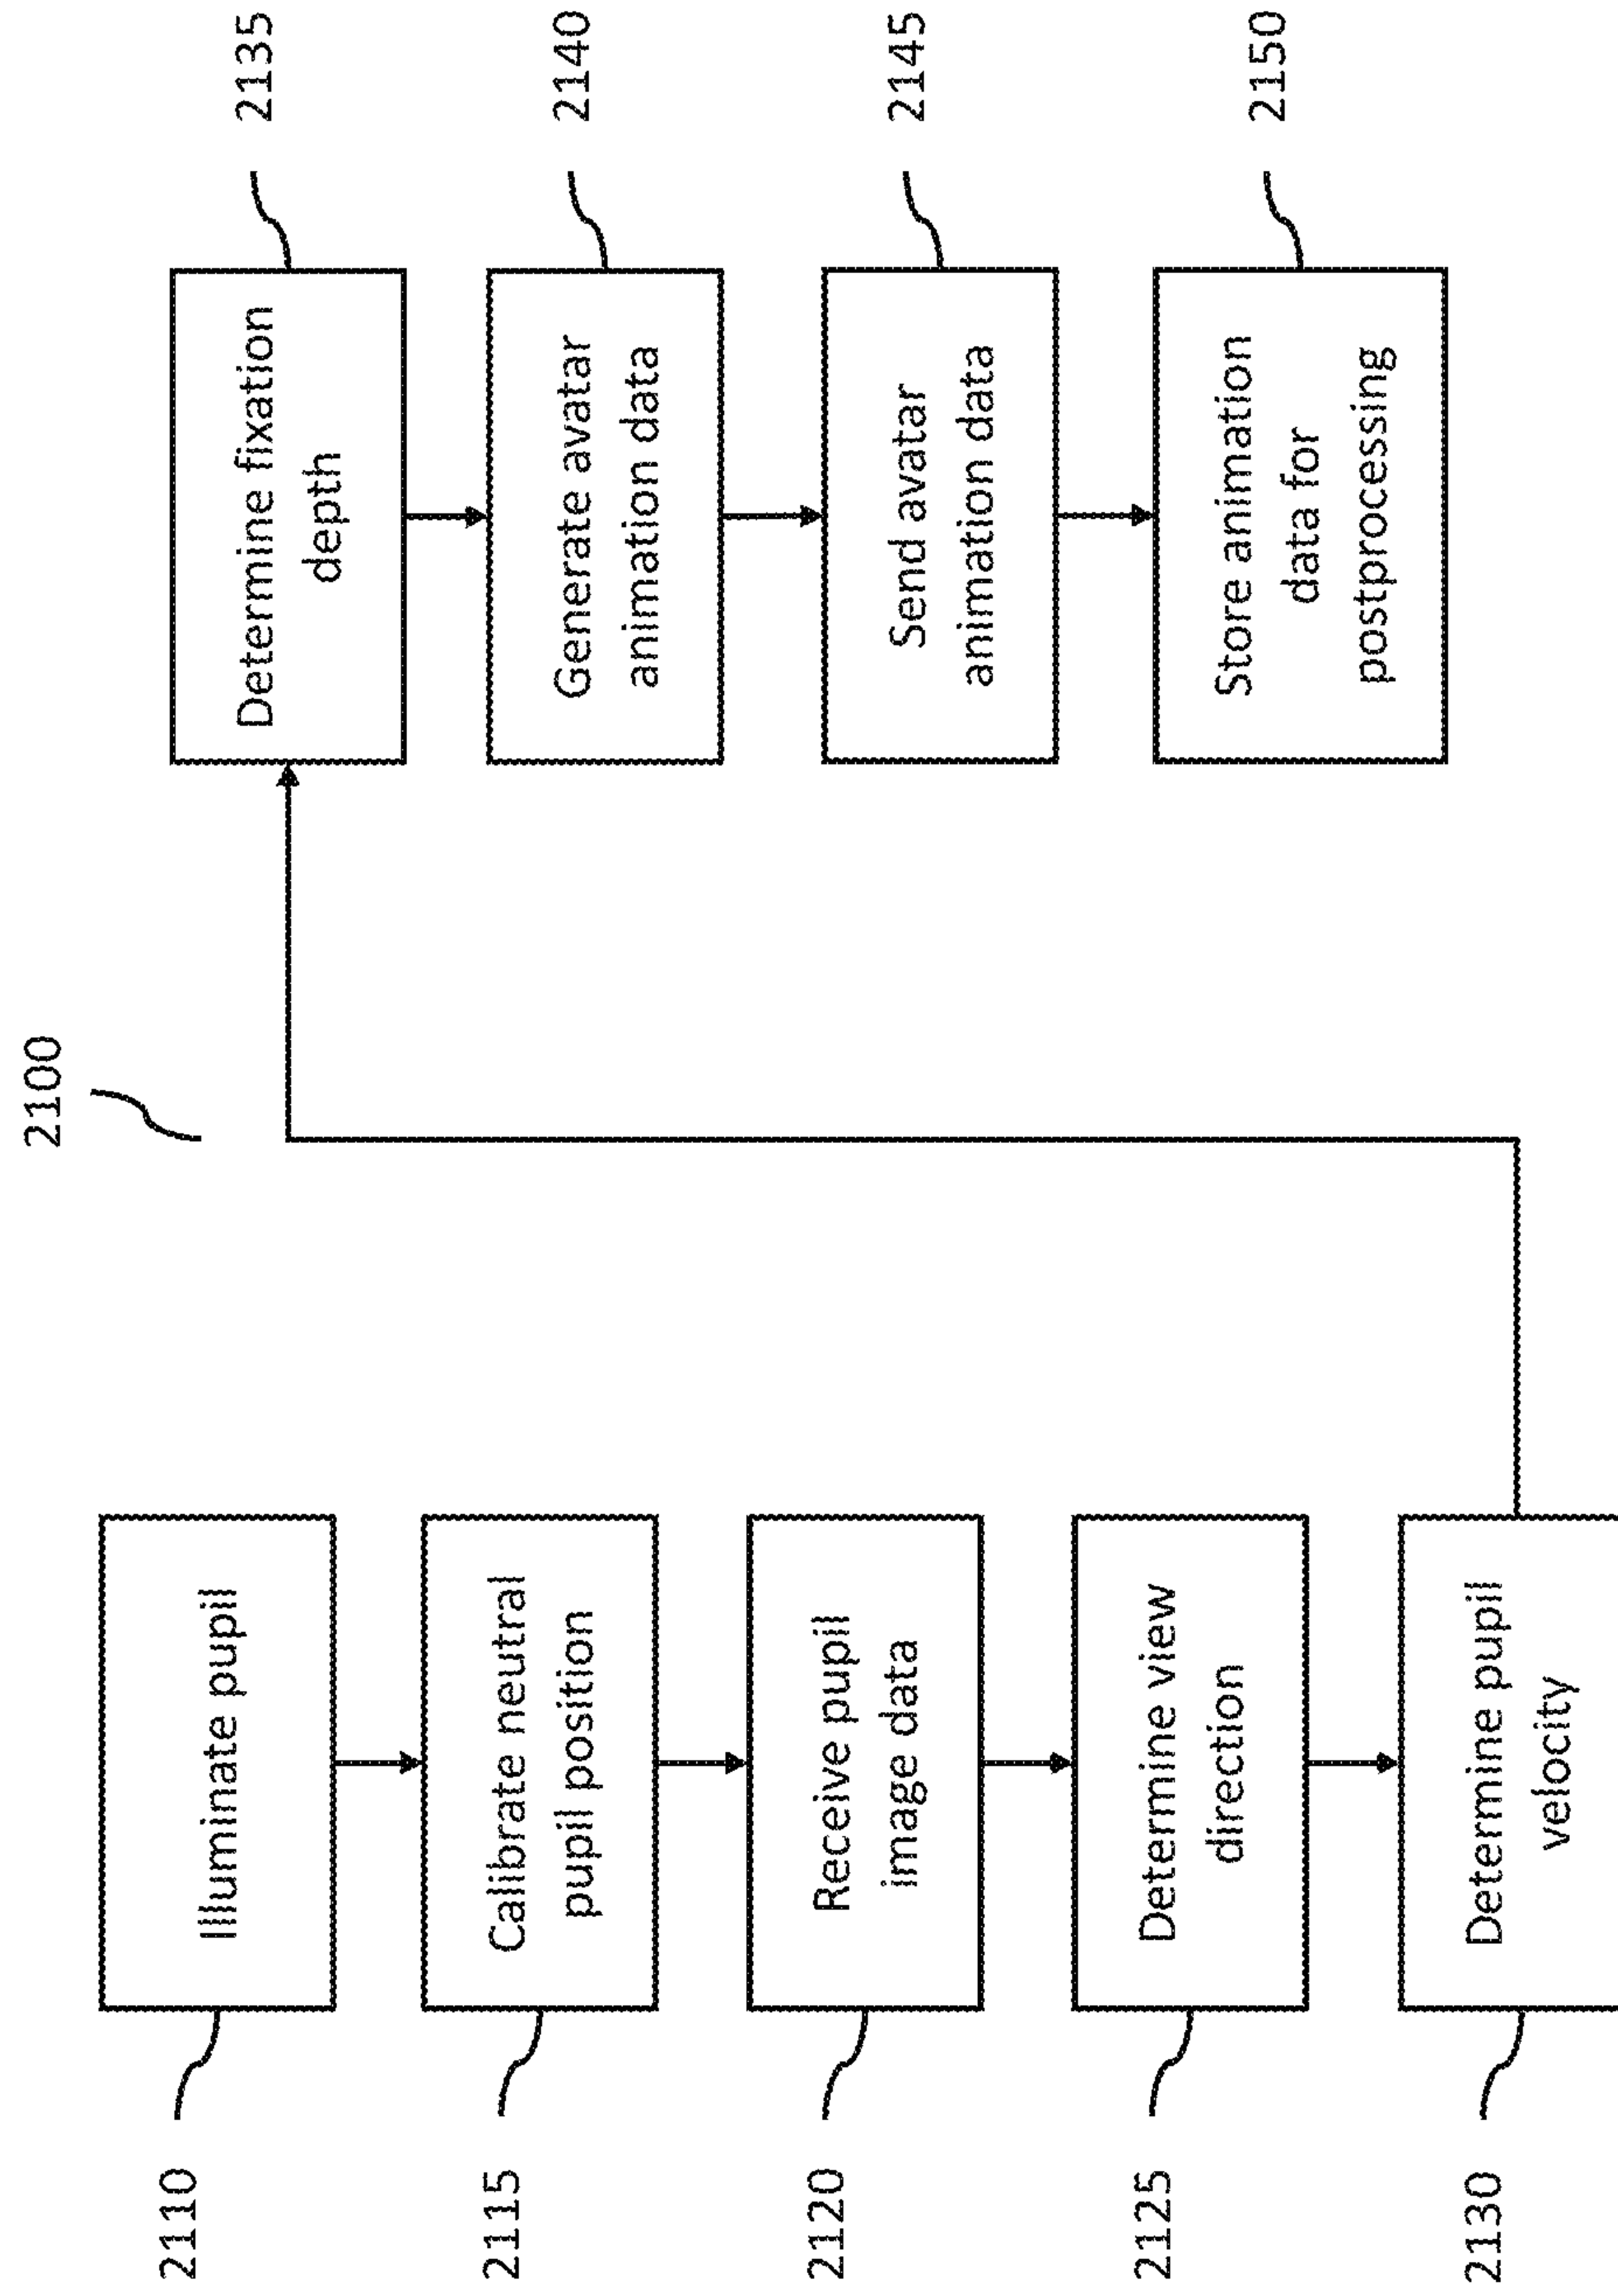 2100
2110
Illuminate pupil
2115
Calibrate neutral
pupil position
2120
Receive pupil
image data
2125
Determine view
direction
2130
Determine pupil
velocity
Determine fixation
depth
2135
Generate avatar
animation data
2140
Send avatar
animation data
2145
Store animation
data for
postprocessing
2150